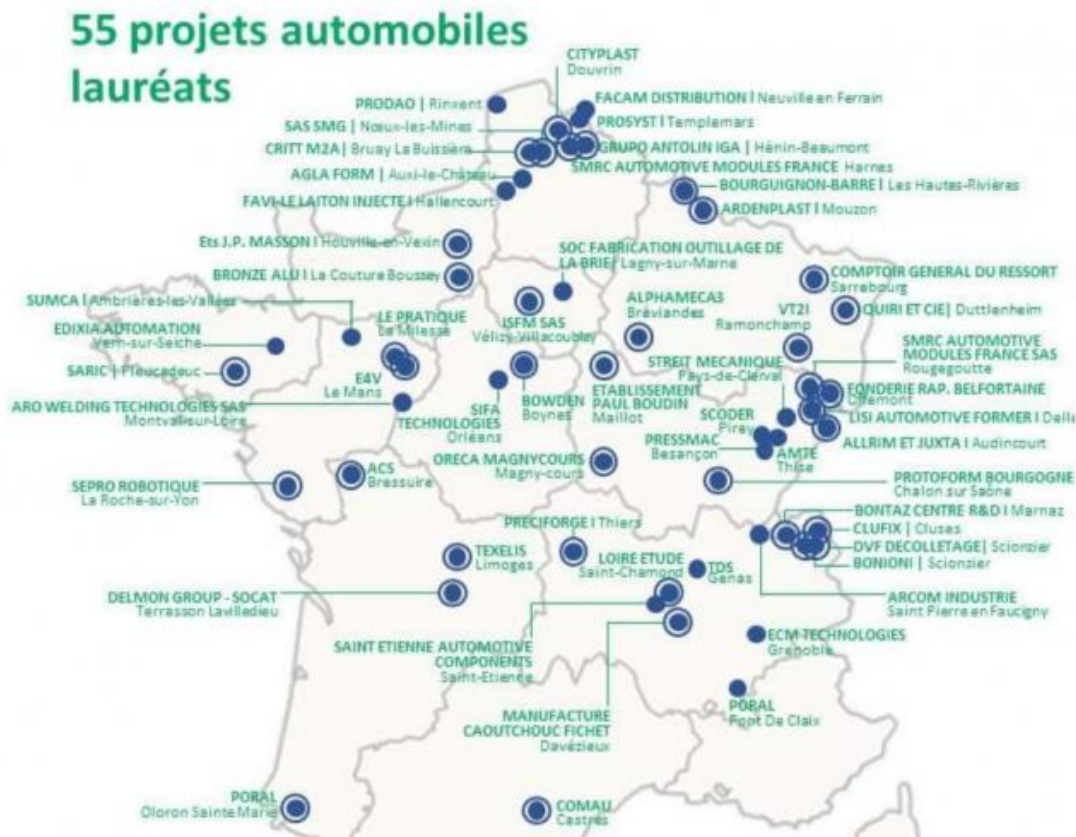 55 projets automobiles
lauréats
CITYPLAST
Douvrin
PRODAO | Rinxent
FACAM DISTRIBUTION I Neuville en Ferrain
SAS SMG | Nœux-les-Mines
PROSYST I Templemars
CRITT M2A | Bruay La Buissière
GRUPO ANTOLIN IGA | Hénin-Beaumont
SMRC AUTOMOTIVE MODULES FRANCE Harnes
AGLA FORM | Auxi-le-Château
BOURGUIGNON-BARRE I Les Hautes-Rivières
FAVI-LE LAITON INJECTE I Hallencourt
ARDENPLAST I Mouzon
Ets J.P. MASSON I Houville-en-Vexin
SOC FABRICATION OUTILLAGE DE
LA BRIE | Lagny-sur-Marne
BRONZE ALU I La Couture Boussey
COMPTOIR GENERAL DU RESSORT
Sarrebourg
SUMCA I Ambrières-les-Vallées
LE PRATIQUE
La Milesse
ISFM SAS
Vélizy-Villacoubley
ALPHAMECA3
Bréviandes
VT2I
Ramonchamp
QUIRI ET CIE | Duttlenheim
EDIXIA AUTOMATION
Vern-sur-Seiche
SMRC AUTOMOTIVE
MODULES FRANCE SAS
Rougegoutte
SARIC | Pleucadeuc
E4V
Le Mans
STREIT MECANIQUE
Pays-de-Clerval
FONDERIE RAP. BELFORTAINE
ARO WELDING TECHNOLOGIES SAS
Montval-sur-Loire
SIFA
TECHNOLOGIES
Orléans
BOWDEN
Boynes
ETABLISSEMENT
PAUL BOUDIN
Maillot
SCODER
Pirey
LISI AUTOMOTIVE FORMER I Delle
PRESSMAC
Besançon
AMTE
Thise
ALLRIM ET JUXTA I Audincourt
ORECA MAGNYCOURS
Magny-cours
ACS
Bressuire
SEPRO ROBOTIQUE
La Roche-sur-Yon
PROTOFORM BOURGOGNE
Chalon sur Saône
BONTAZ CENTRE R&D I Marnaz
PRECIFORGE I Thiers
CLUFIX | Cluses
TEXELIS
Limoges
LOIRE ETUDE
Saint-Chamond
TDS
Genas
DVF DECOLLETAGE | Scionzier
BONIONI | Scionzier
DELMON GROUP - SOCAT
Terrasson Lavilledieu
ARCOM INDUSTRIE
Saint Pierre en Faucigny
SAINT ETIENNE AUTOMOTIVE
COMPONENTS
Saint-Etienne
ECM TECHNOLOGIES
Grenoble
MANUFACTURE
CAOUTCHOUC FICHET
Davézieux
PORAL
Pont De Claix
PORAL
Oloron Sainte Marie
COMAU
Castres